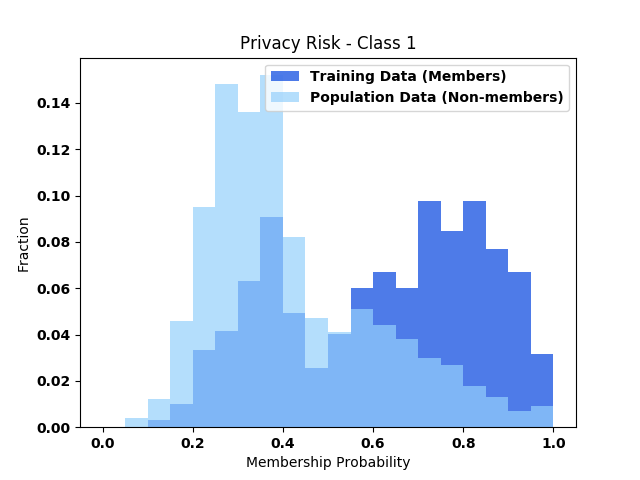 Privacy Risk - Class 1
Training Data (Members)
Population Data (Non-members)
0.14
0.12
0.10
0.08
0.06
0.04
0.02
0.00
Fraction
0.0 0.2 0.4 0.6 0.8 1.0
Membership Probability